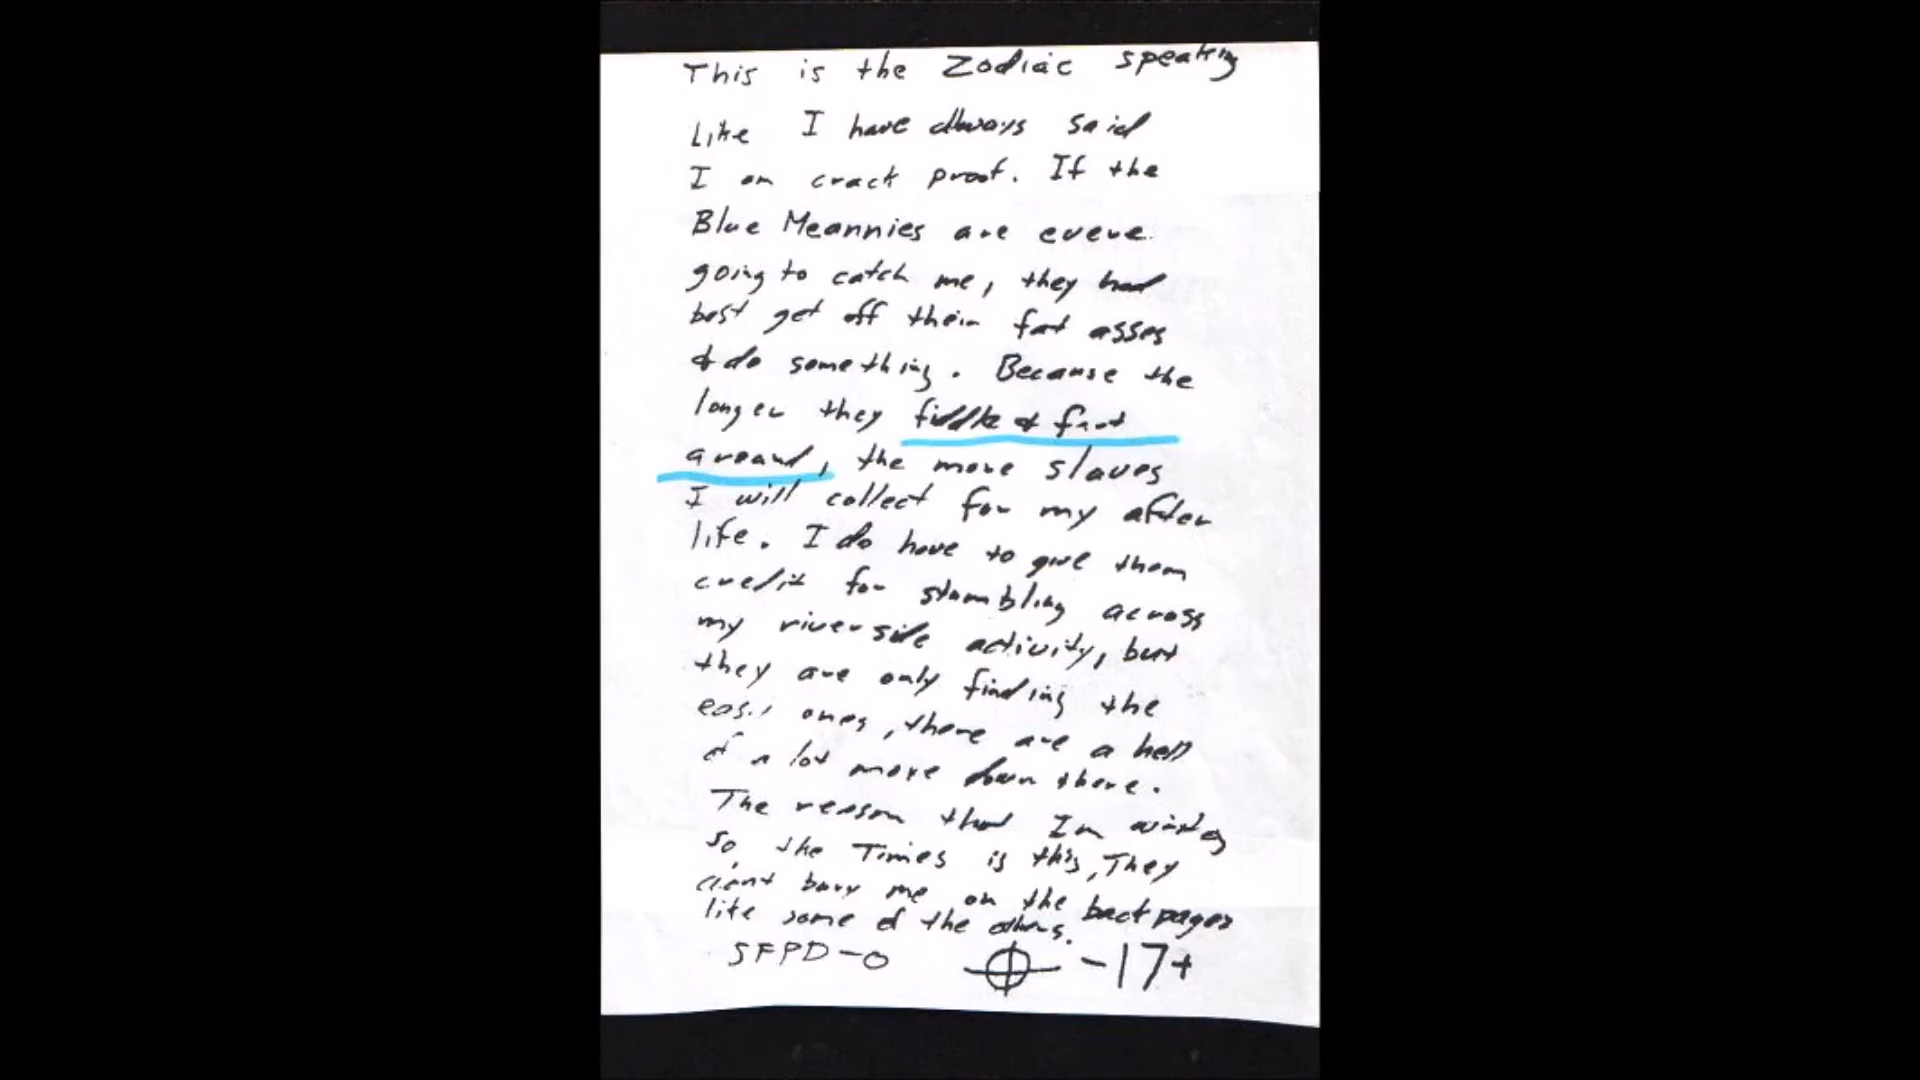 This is the Zodiac speaking
Like I have always said
I am crack proof. If the
Blue Meannies are evere
going to catch me, they had
best get off their fat asses
& do something. Because the
longer they fiddle & fart
around, the more slaves
I will collect for my after
life. I do have to give them
credit for stumbling across
my riverside activity, but
they are only finding the
easy ones, there are a hell
of a lot more down there.
The reason that Im writing
so, the Times is this, They
don't bury me on the back pages
like some of the others.
SFPD-0 -17+